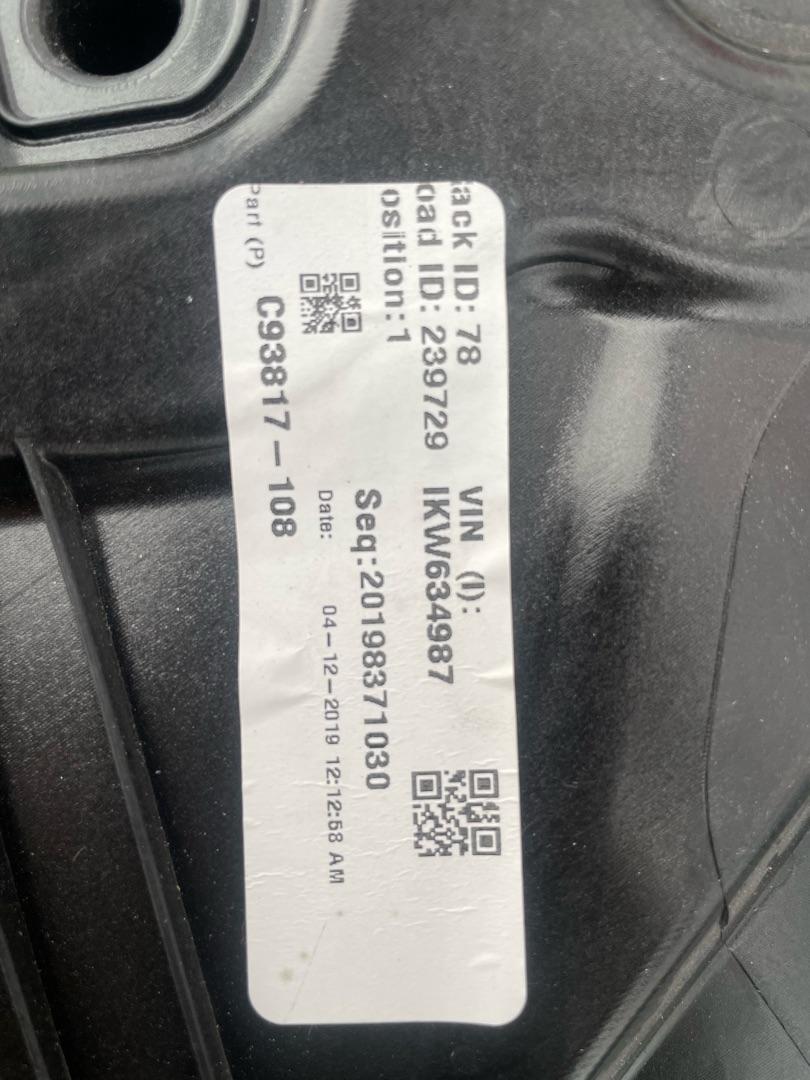 ack ID: 78
oad ID: 239729
osition:1
VIN (I):
IKW634987
Seq:20198371030
Date: 04-12-2019 12:12:58 AM
Part (P) C93817-108